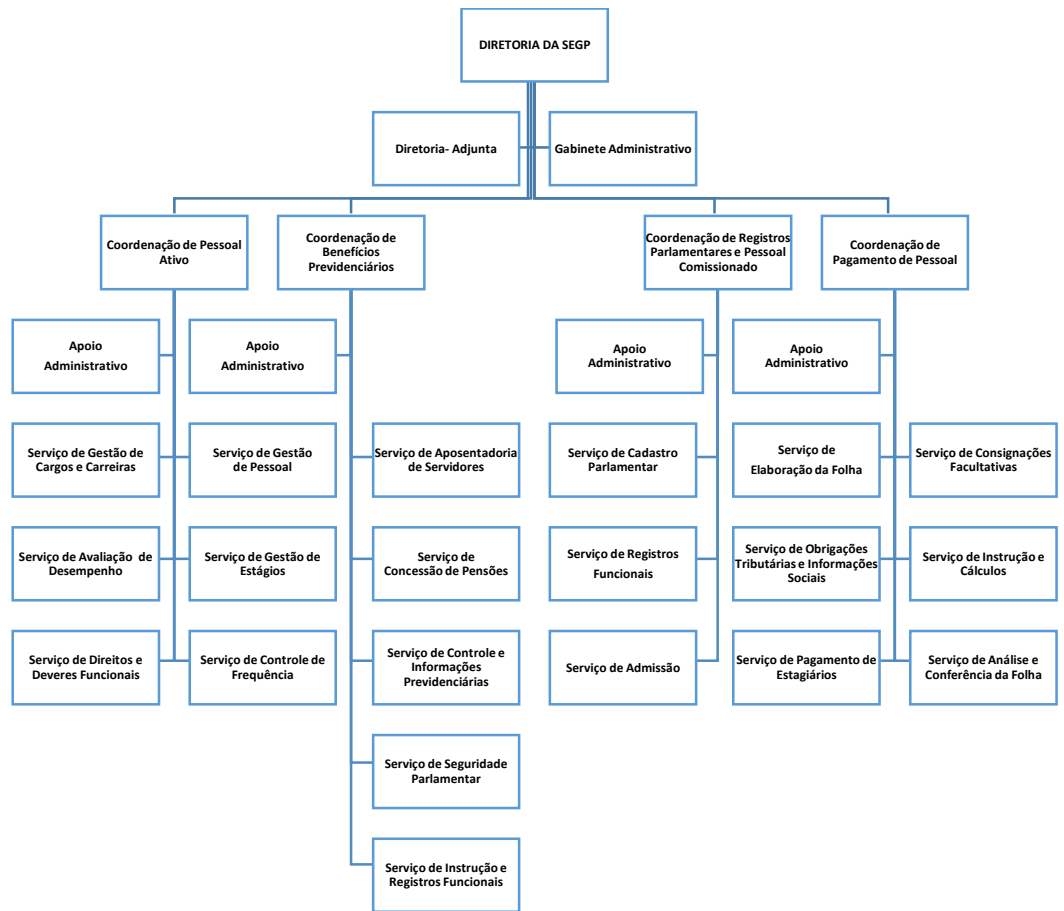 DIRETORIA DA SEGP
Diretoria- Adjunta
Gabinete Administrativo
Coordenação de Pessoal
Ativo
Coordenação de
Benefícios
Previdenciários
Coordenação de Registros
Parlamentares e Pessoal
Comissionado
Coordenação de
Pagamento de Pessoal
Apoio
Administrativo
Apoio
Administrativo
Apoio
Administrativo
Apoio
Administrativo
Serviço de Gestão de
Cargos e Carreiras
Serviço de Gestão
de Pessoal
Serviço de Aposentadoria
de Servidores
Serviço de Cadastro
Parlamentar
Serviço de
Elaboração da Folha
Serviço de Consignações
Facultativas
Serviço de Avaliação de
Desempenho
Serviço de Gestão de
Estágios
Serviço de
Concessão de Pensões
Serviço de Registros
Funcionais
Serviço de Obrigações
Tributárias e Informações
Sociais
Serviço de Instrução e
Cálculos
Serviço de Direitos e
Deveres Funcionais
Serviço de Controle de
Frequência
Serviço de Controle e
Informações
Previdenciárias
Serviço de Admissão
Serviço de Pagamento de
Estagiários
Serviço de Análise e
Conferência da Folha
Serviço de Seguridade
Parlamentar
Serviço de Instrução e
Registros Funcionais